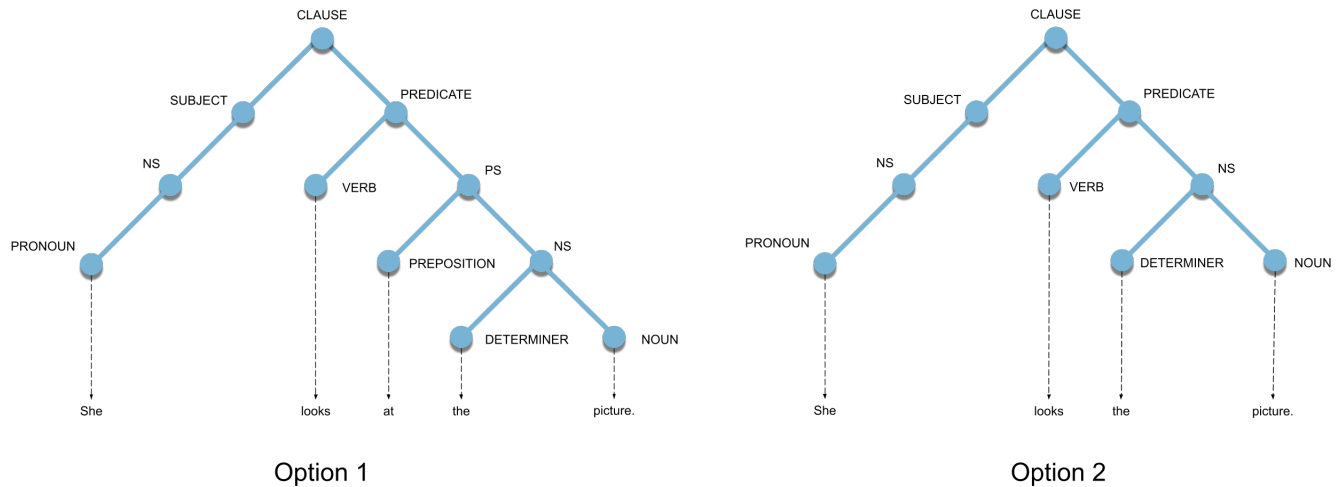 CLAUSE
SUBJECT
PREDICATE
NS
VERB
PS
PRONOUN
PREPOSITION
NS
DETERMINER
NOUN
She looks at the picture.
Option 1
CLAUSE
SUBJECT
PREDICATE
NS
VERB
NS
PRONOUN
DETERMINER
NOUN
She looks the picture.
Option 2